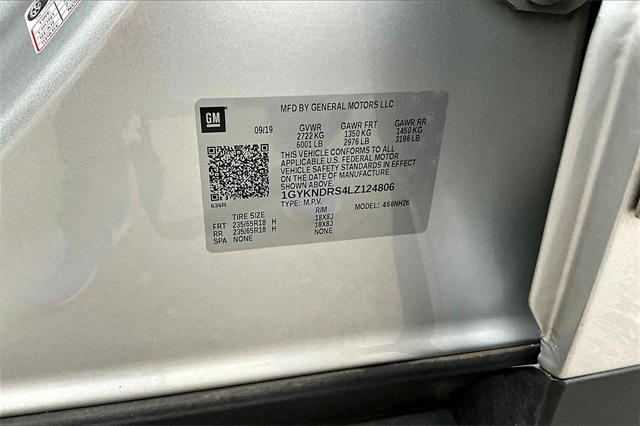 GM
MFD BY GENERAL MOTORS LLC
09/19 GVWR GAWR FRT GAWR RR
2722 KG 1350 KG 1450 KG
6001 LB 2976 LB 3196 LB
THIS VEHICLE CONFORMS TO ALL
APPLICABLE U.S. FEDERAL MOTOR
VEHICLE SAFETY STANDARDS IN EFFECT
ON THE DATE OF MANUFACTURE
SHOWN ABOVE.
636R 1GYKNDRS4LZ124806
TYPE: M.P.V. MODEL: 466NH26
TIRE SIZE RIM
FRT 235/65R18 H 18X8J
RR 235/65R18 H 18X8J
SPA NONE NONE